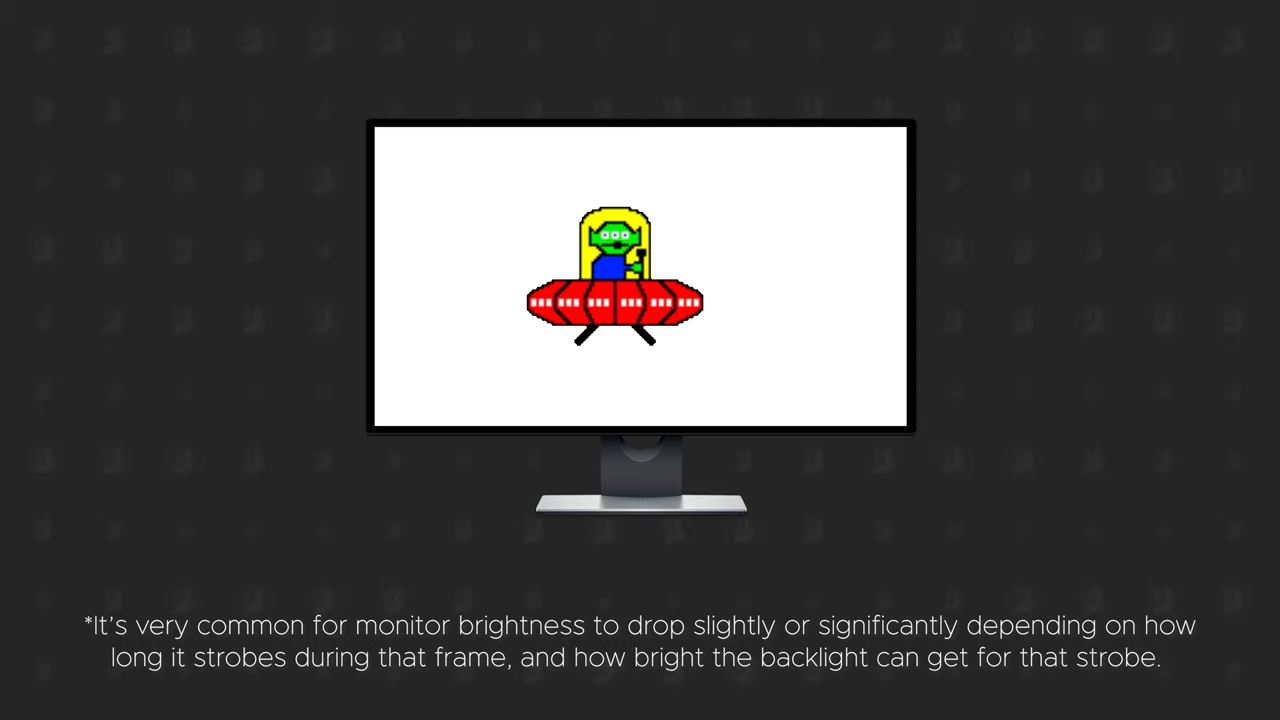 *It's very common for monitor brightness to drop slightly or significantly depending on how
long it strobes during that frame, and how bright the backlight can get for that strobe.